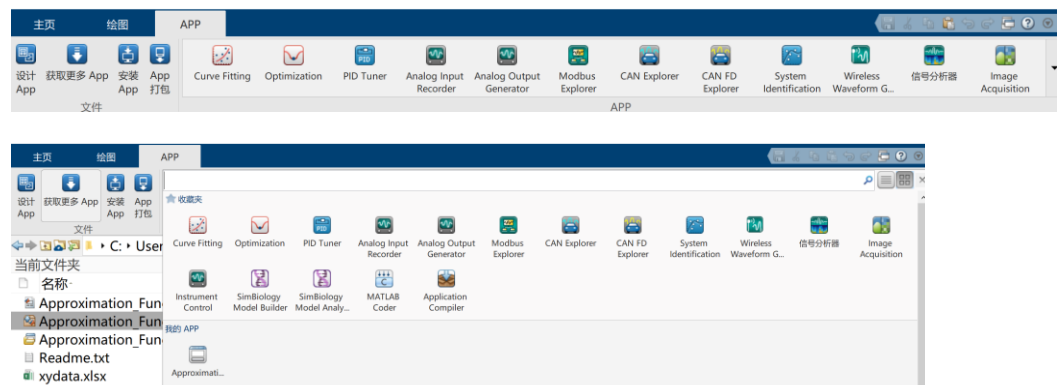 主页 绘图 APP
设计 App 获取更多 App 安装 App App 打包 Curve Fitting Optimization PID Tuner Analog Input Recorder Analog Output Generator Modbus Explorer CAN Explorer CAN FD Explorer System Identification Wireless Waveform G... 信号分析器 Image Acquisition
文件 APP
主页 绘图 APP
设计 App 获取更多 App 安装 App App 打包
文件
收藏夹
Curve Fitting Optimization PID Tuner Analog Input Recorder Analog Output Generator Modbus Explorer CAN Explorer CAN FD Explorer System Identification Wireless Waveform G... 信号分析器 Image Acquisition
Instrument Control SimBiology Model Builder SimBiology Model Analy... MATLAB Coder Application Compiler
我的 APP
Approximati...
C: User
当前文件夹
名称
Approximation_Fun
Approximation_Fun
Approximation_Fun
Readme.txt
xydata.xlsx